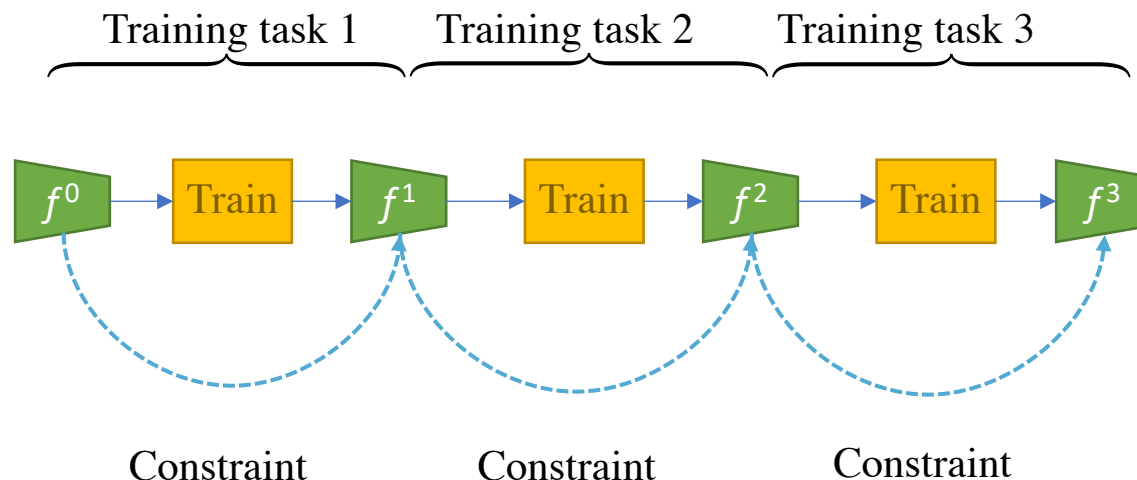 Training task 1 Training task 2 Training task 3
f⁰ Train f¹ Train f² Train f³
Constraint Constraint Constraint